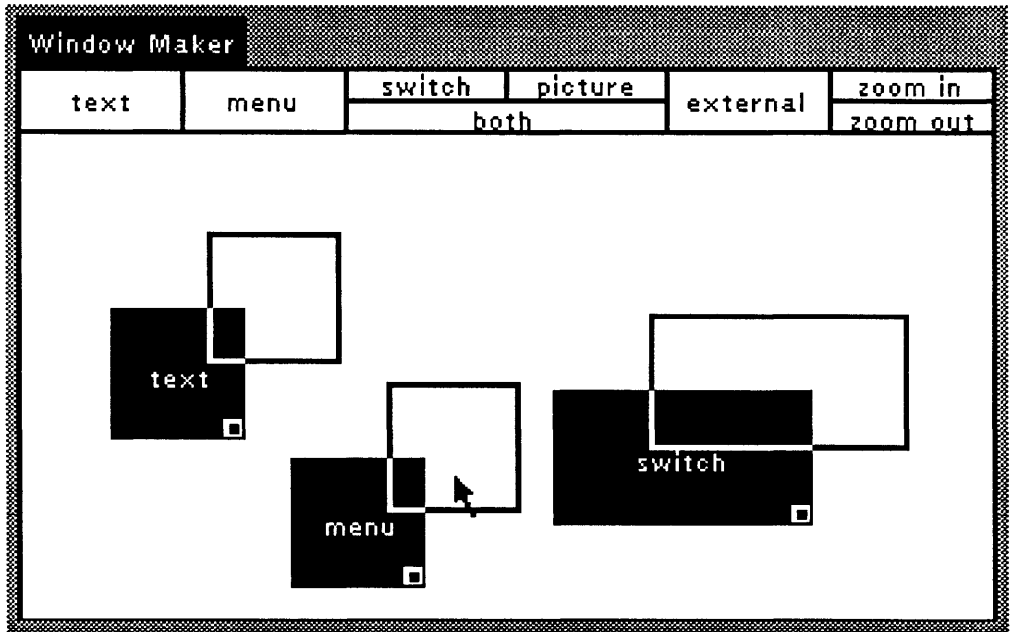 Window Maker
text
menu
switch
picture
both
external
zoom in
zoom out
text
menu
switch